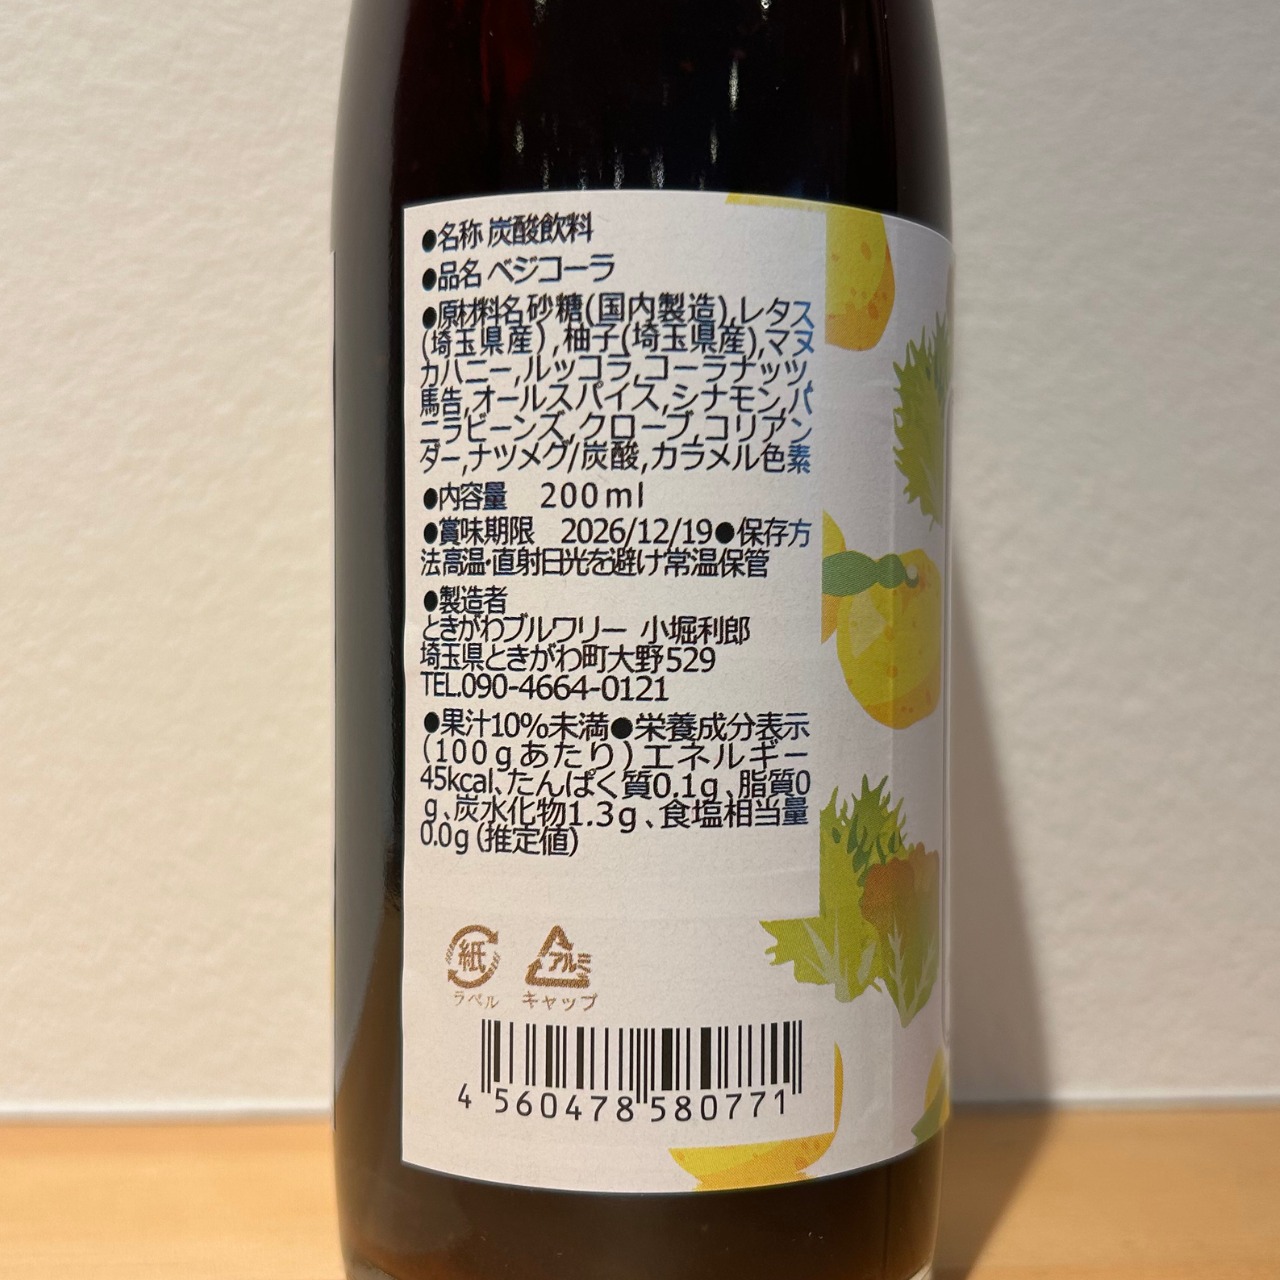 ●名称 炭酸飲料
●品名 ベジコーラ
●原材料名 砂糖(国内製造),レタス
(埼玉県産),柚子(埼玉県産),マヌ
カハニー,ルッコラ,コーラナッツ,
馬告,オールスパイス,シナモン,バ
ニラビーンズ,クローブ,コリアン
ダー,ナツメグ/炭酸,カラメル色素
●内容量 200ml
●賞味期限 2026/12/19●保存方
法高温・直射日光を避け常温保管
●製造者
ときがわブルワリー 小堀利郎
埼玉県ときがわ町大野529
TEL.090-4664-0121
●果汁10%未満●栄養成分表示
(100gあたり)エネルギー
45kcal、たんぱく質0.1g、脂質0
g、炭水化物1.3g、食塩相当量
0.0g(推定値)
紙 アルミ
ラベル キャップ
4 560478 580771